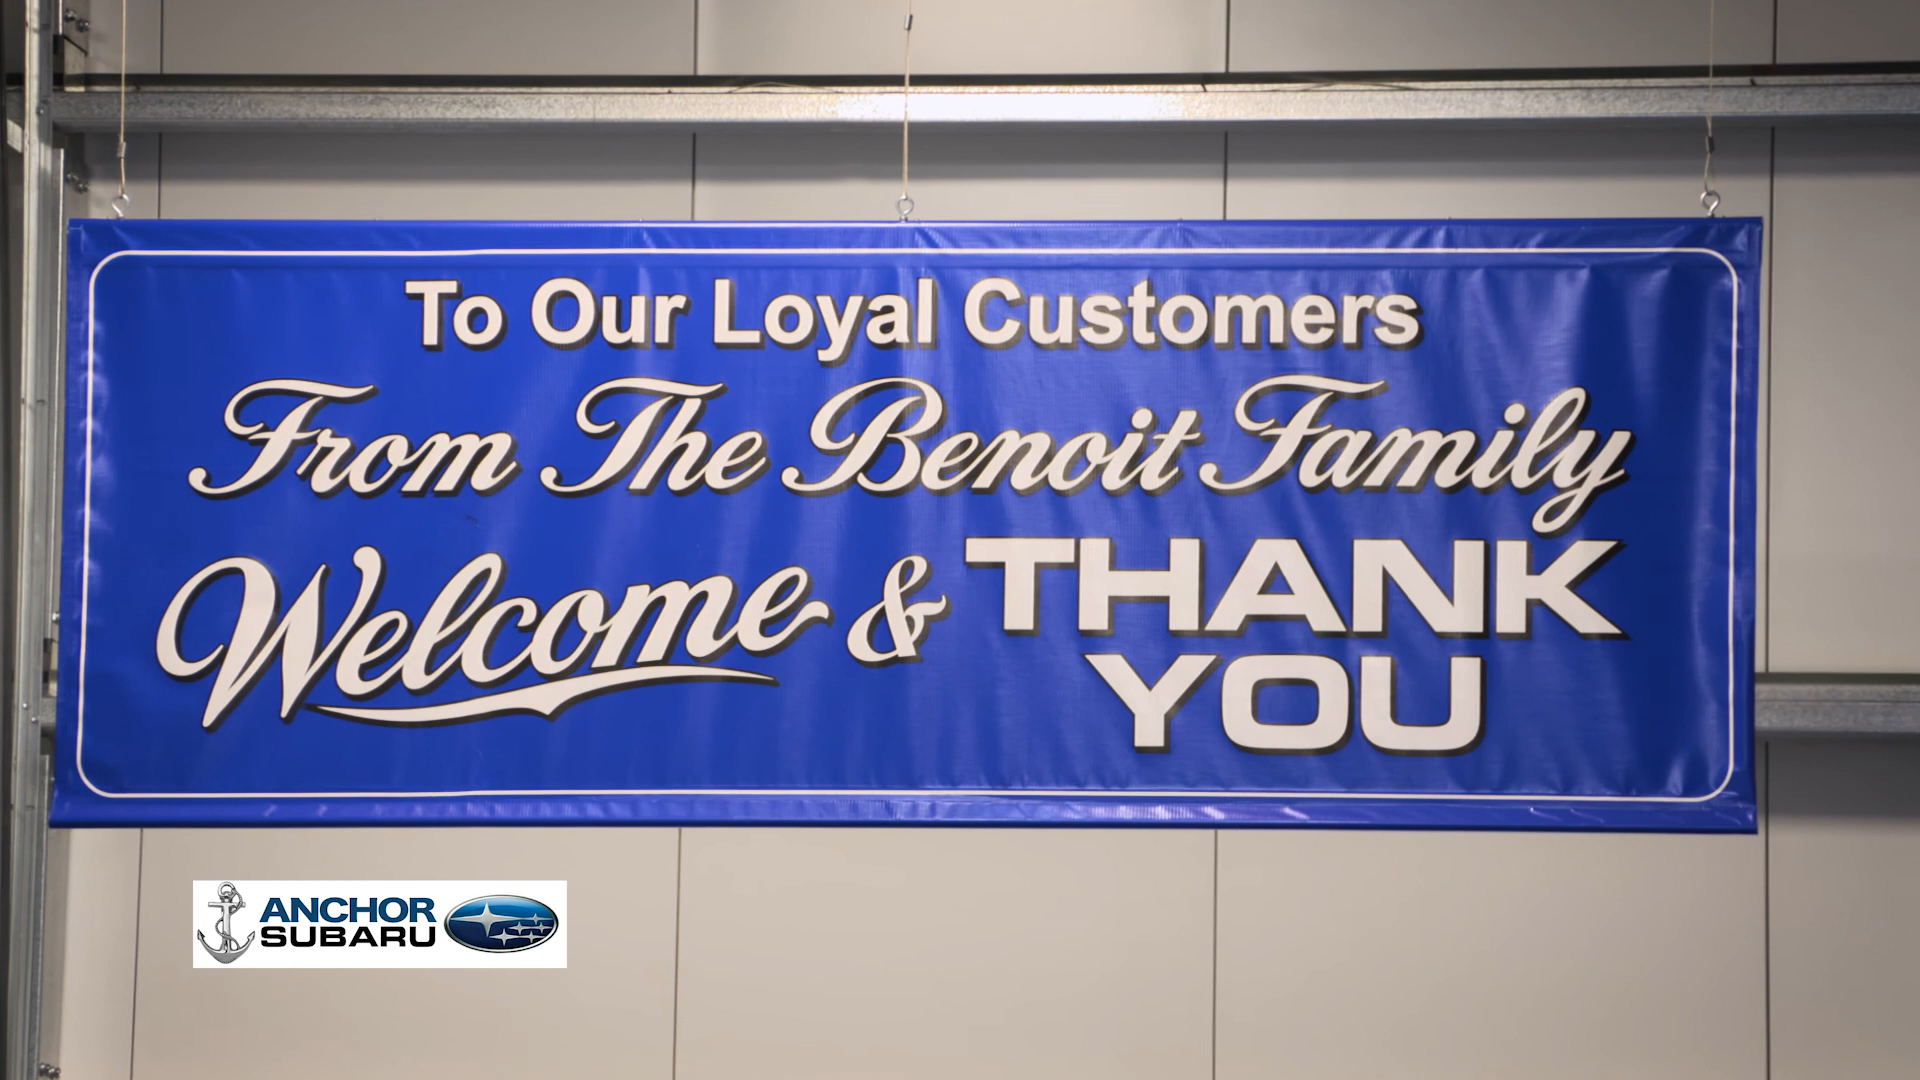 To Our Loyal Customers
From The Benoit Family
Welcome & THANK
YOU
ANCHOR
SUBARU